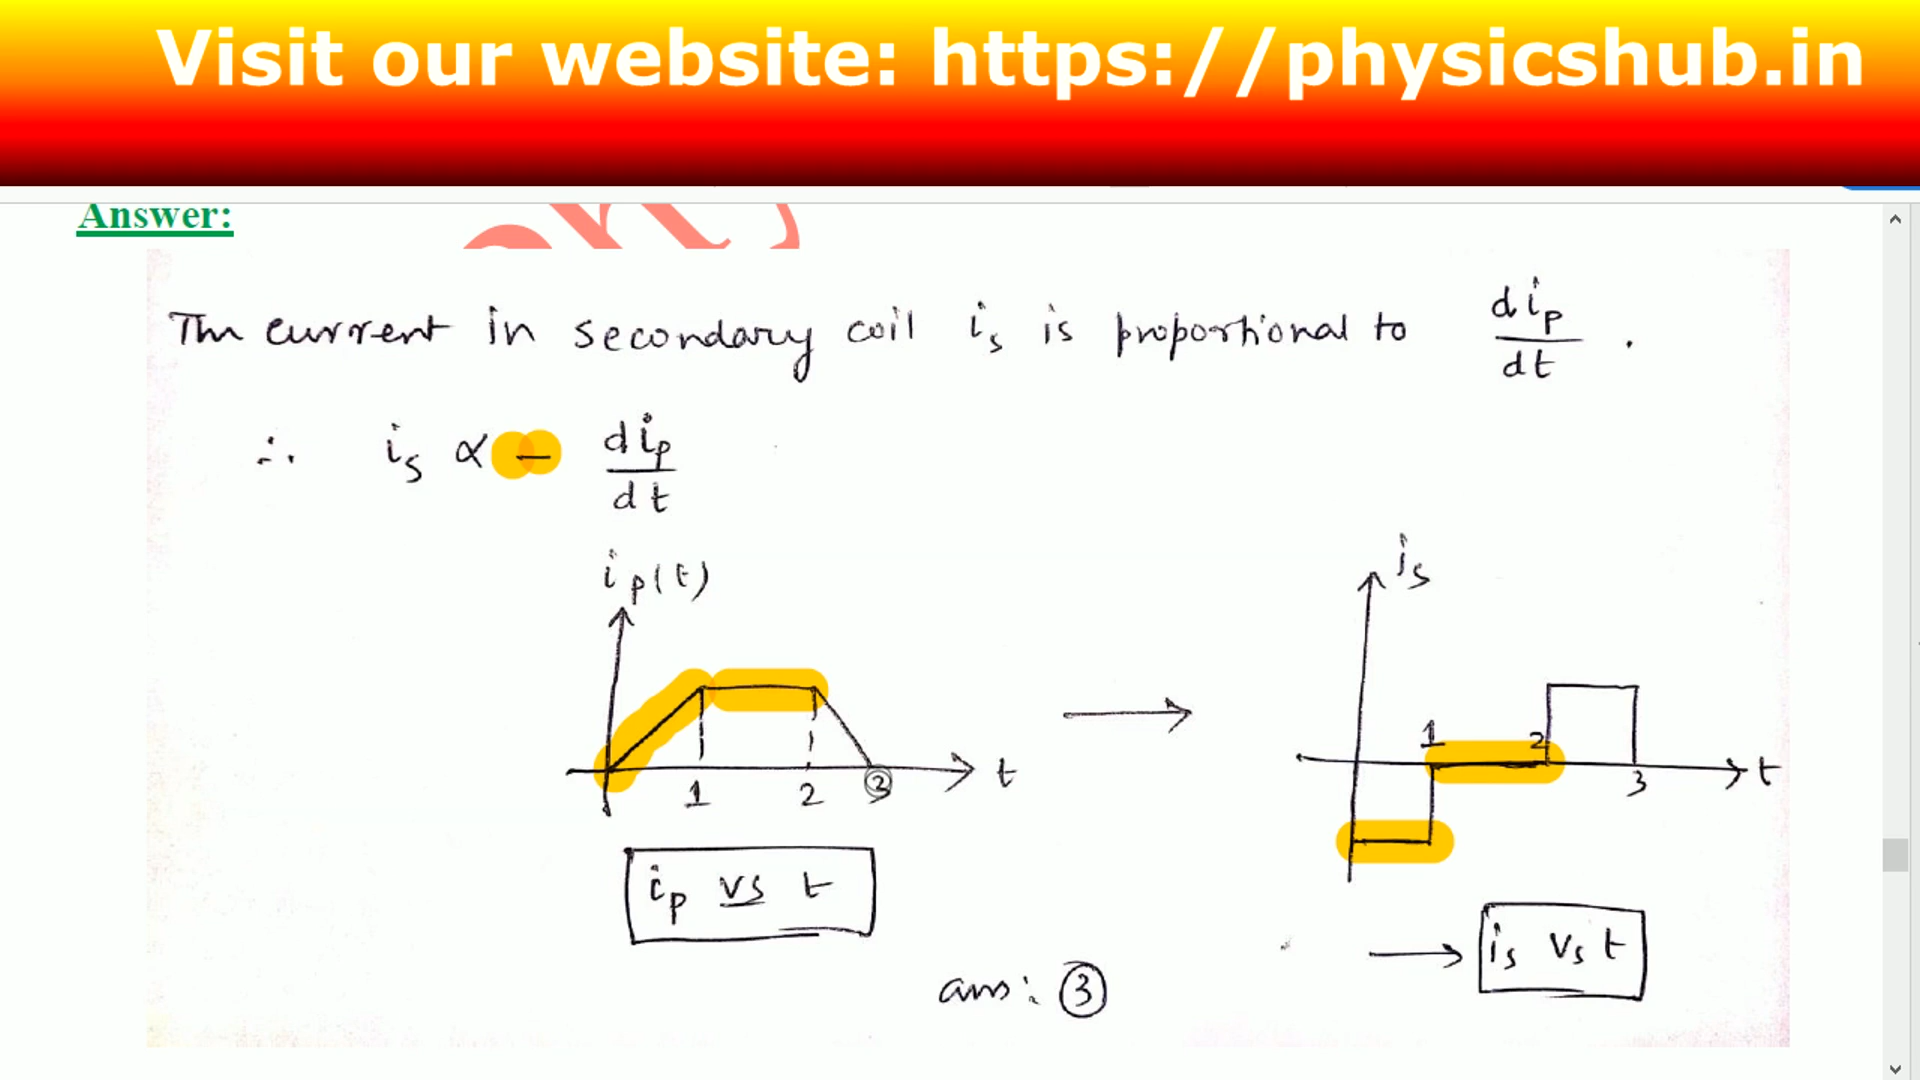 Visit our website: https://physicshub.in
Answer:
The current in secondary coil is is proportional to dip/dt .
∴ is ∝ - dip/dt
ip(t)
is
1 2 3 t
1 2 3 t
ip vs t
is vs t
ans: 3